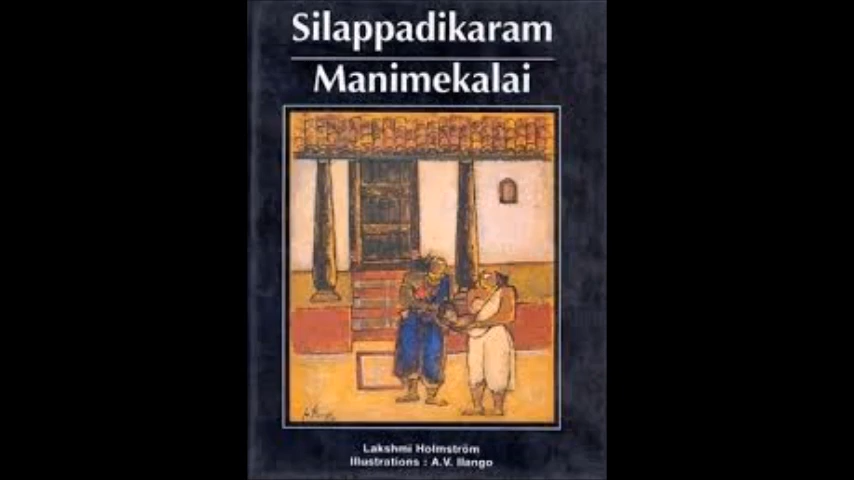 Silappadikaram
Manimekalai
Lakshmi Holmström
Illustrations : A.V. Ilango